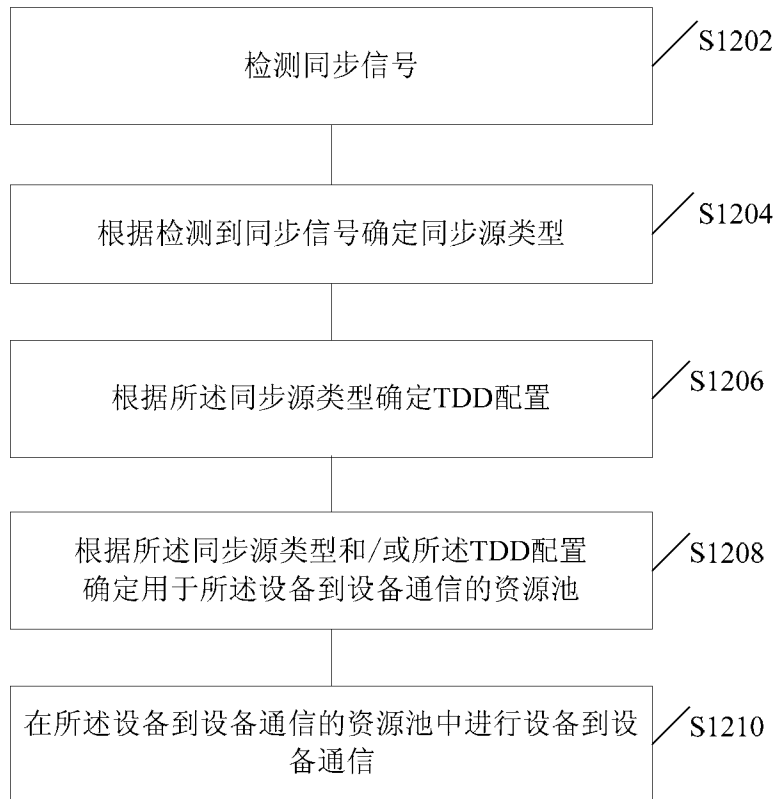 检测同步信号
S1202
根据检测到同步信号确定同步源类型
S1204
根据所述同步源类型确定TDD配置
S1206
根据所述同步源类型和/或所述TDD配置
确定用于所述设备到设备通信的资源池
S1208
在所述设备到设备通信的资源池中进行设备到设
备通信
S1210